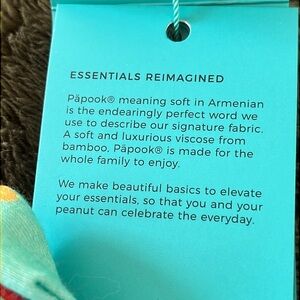 ESSENTIALS REIMAGINED
Päpook® meaning soft in Armenian
is the endearingly perfect word we
use to describe our signature fabric.
A soft and luxurious viscose from
bamboo, Päpook® is made for the
whole family to enjoy.
We make beautiful basics to elevate
your essentials, so that you and your
peanut can celebrate the everyday.